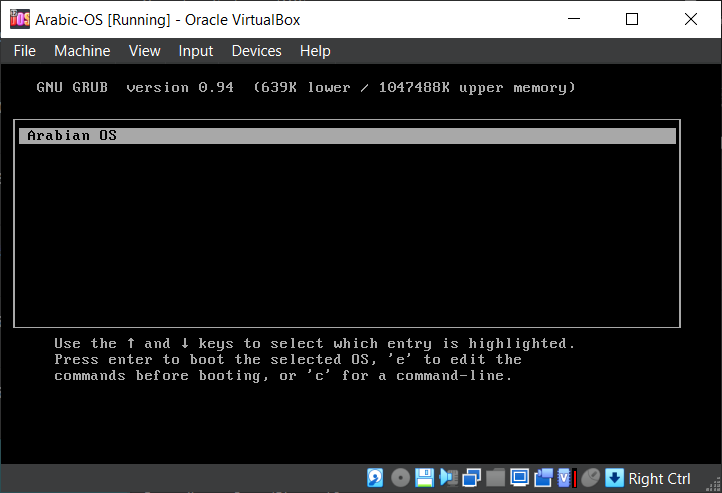 Arabic-OS [Running] - Oracle VirtualBox
File Machine View Input Devices Help
GNU GRUB version 0.94 (639K lower / 1047488K upper memory)
Arabian OS
Use the ↑ and ↓ keys to select which entry is highlighted.
Press enter to boot the selected OS, 'e' to edit the
commands before booting, or 'c' for a command-line.
Right Ctrl